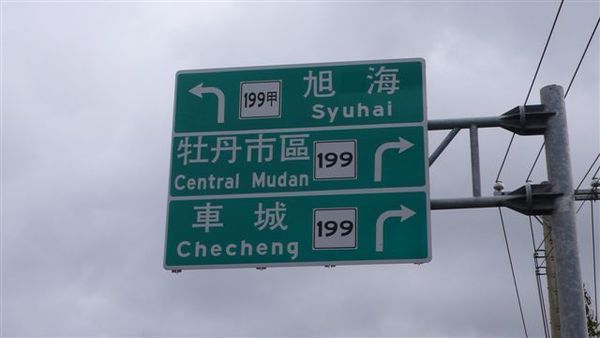 199甲 旭海
Syuhai
牡丹市區 199
Central Mudan
車城 199
Checheng